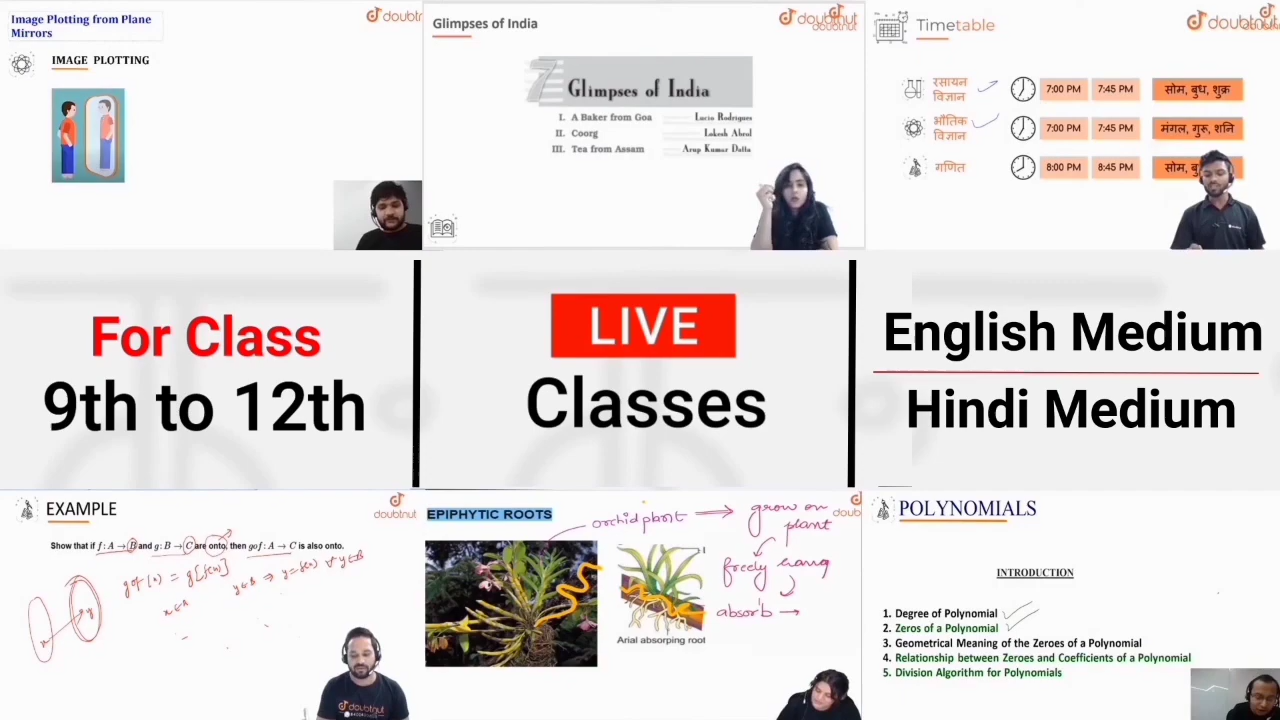 Image Plotting from Plane
Mirrors
IMAGE PLOTTING
doubtnut
Glimpses of India
doubtnut
doubtnut
7 Glimpses of India
I. A Baker from Goa Lucio Rodrigues
II. Coorg Lokesh Abrol
III. Tea from Assam Arup Kumar Datta
Timetable
doubtnut
रसायन
विज्ञान
7:00 PM 7:45 PM सोम, बुध, शुक्र
भौतिक
विज्ञान
7:00 PM 7:45 PM मंगल, गुरु, शनि
गणित 8:00 PM 8:45 PM सोम,
For Class
9th to 12th
LIVE
Classes
English Medium
Hindi Medium
EXAMPLE
doubtnut
Show that if f : A → B and g : B → C are onto, then gof : A → C is also onto.
gof(x) = g[f(x)]
x ∈ A
doubtnut
EPIPHYTIC ROOTS
orchid plant ⟹ grow on
plant
freely hang
absorb →
Arial absorping root
doub
POLYNOMIALS
INTRODUCTION
1. Degree of Polynomial
2. Zeros of a Polynomial
3. Geometrical Meaning of the Zeroes of a Polynomial
4. Relationship between Zeroes and Coefficients of a Polynomial
5. Division Algorithm for Polynomials